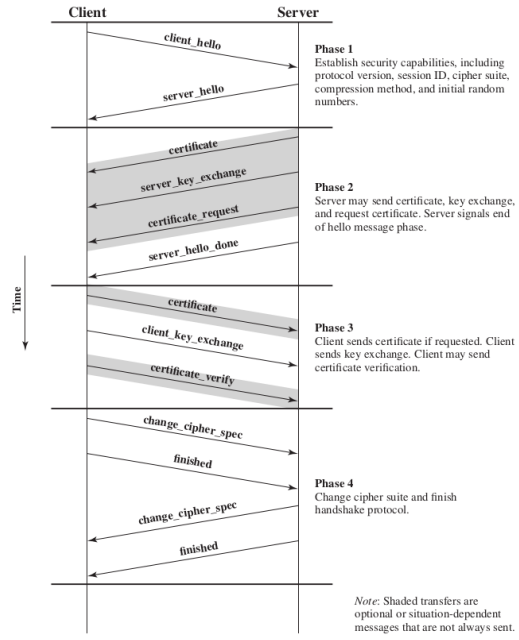 Client
Server
client_hello
server_hello
Phase 1
Establish security capabilities, including
protocol version, session ID, cipher suite,
compression method, and initial random
numbers.
certificate
server_key_exchange
certificate_request
server_hello_done
Phase 2
Server may send certificate, key exchange,
and request certificate. Server signals end
of hello message phase.
Time
certificate
client_key_exchange
certificate_verify
Phase 3
Client sends certificate if requested. Client
sends key exchange. Client may send
certificate verification.
change_cipher_spec
finished
change_cipher_spec
finished
Phase 4
Change cipher suite and finish
handshake protocol.
Note: Shaded transfers are
optional or situation-dependent
messages that are not always sent.